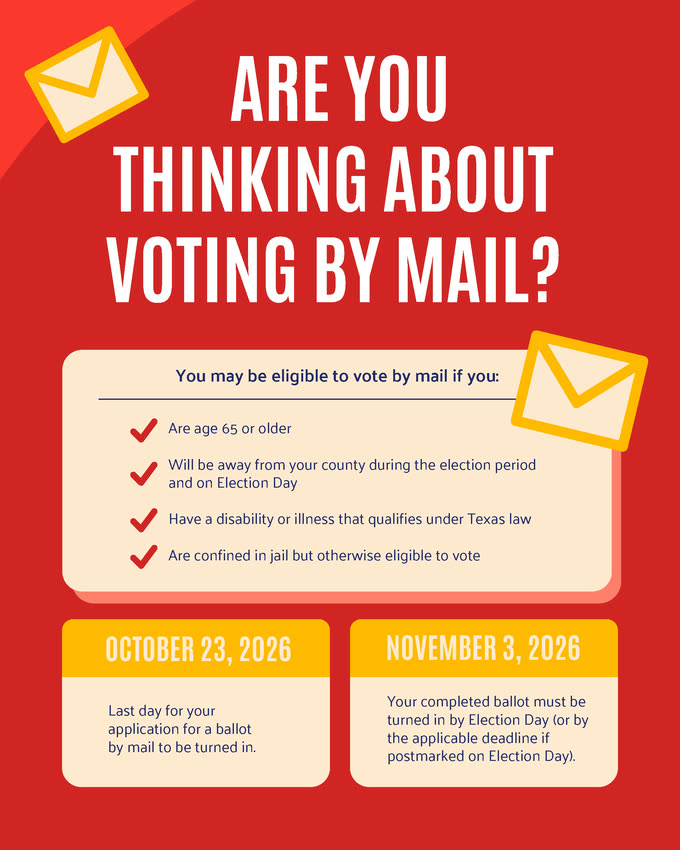 ARE YOU
THINKING ABOUT
VOTING BY MAIL?
You may be eligible to vote by mail if you:
Are age 65 or older
Will be away from your county during the election period
and on Election Day
Have a disability or illness that qualifies under Texas law
Are confined in jail but otherwise eligible to vote
OCTOBER 23, 2026
Last day for your
application for a ballot
by mail to be turned in.
NOVEMBER 3, 2026
Your completed ballot must be
turned in by Election Day (or by
the applicable deadline if
postmarked on Election Day).